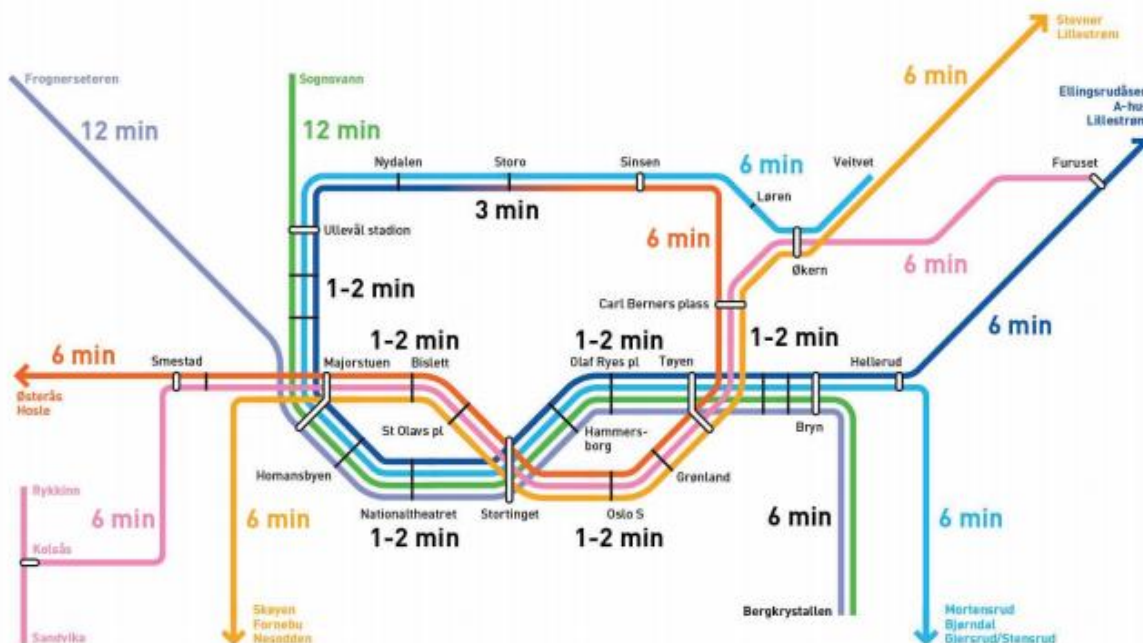 Stovner
Lillestrøm
6 min
Frognerseteren
Sognsvann
Ellingsrudåsen
A-hus
Lillestrøm
12 min
12 min
Nydalen
Storo
Sinsen
6 min
Veitvet
Furuset
Løren
3 min
Ullevål stadion
6 min
6 min
Økern
1-2 min
Carl Berners plass
6 min
1-2 min
1-2 min
1-2 min
6 min
Smestad
Majorstuen
Bislett
Olaf Ryes pl
Tøyen
Hellerud
Østerås
Hosle
St Olavs pl
Hammers-
borg
Bryn
Homansbyen
Grønland
Rykkinn
Nationaltheatret
Stortinget
Oslo S
6 min
6 min
6 min
6 min
1-2 min
1-2 min
Kolsås
Skøyen
Fornebu
Nesodden
Bergkrystallen
Mortensrud
Bjørndal
Gjersrud/Stensrud
Sandvika